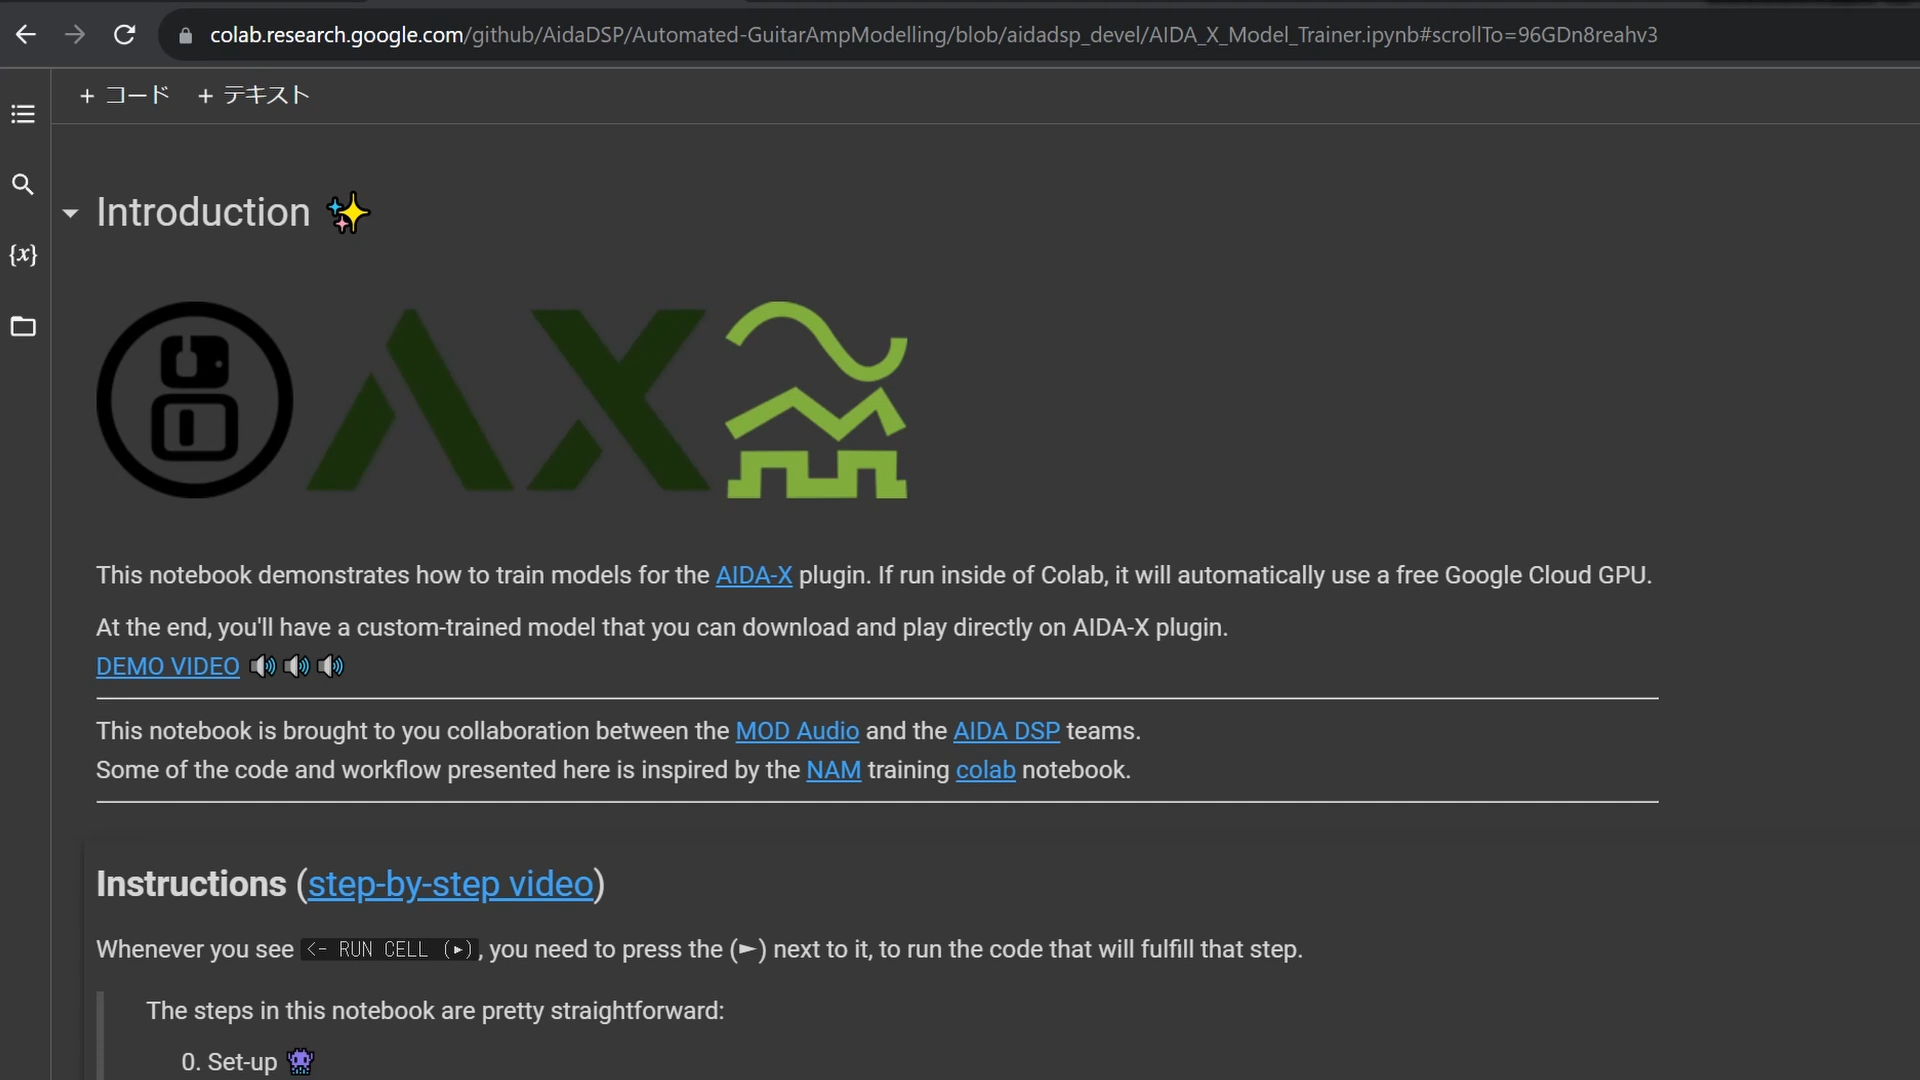 colab.research.google.com/github/AidaDSP/Automated-GuitarAmpModelling/blob/aidadsp_devel/AIDA_X_Model_Trainer.ipynb#scrollTo=96GDn8reahv3
+ コード + テキスト
{x}
Introduction ✨
AX
This notebook demonstrates how to train models for the AIDA-X plugin. If run inside of Colab, it will automatically use a free Google Cloud GPU.
At the end, you'll have a custom-trained model that you can download and play directly on AIDA-X plugin.
DEMO VIDEO 🔊 🔊 🔊
This notebook is brought to you collaboration between the MOD Audio and the AIDA DSP teams.
Some of the code and workflow presented here is inspired by the NAM training colab notebook.
Instructions (step-by-step video)
Whenever you see <- RUN CELL (▸), you need to press the (►) next to it, to run the code that will fulfill that step.
The steps in this notebook are pretty straightforward:
0. Set-up 👾